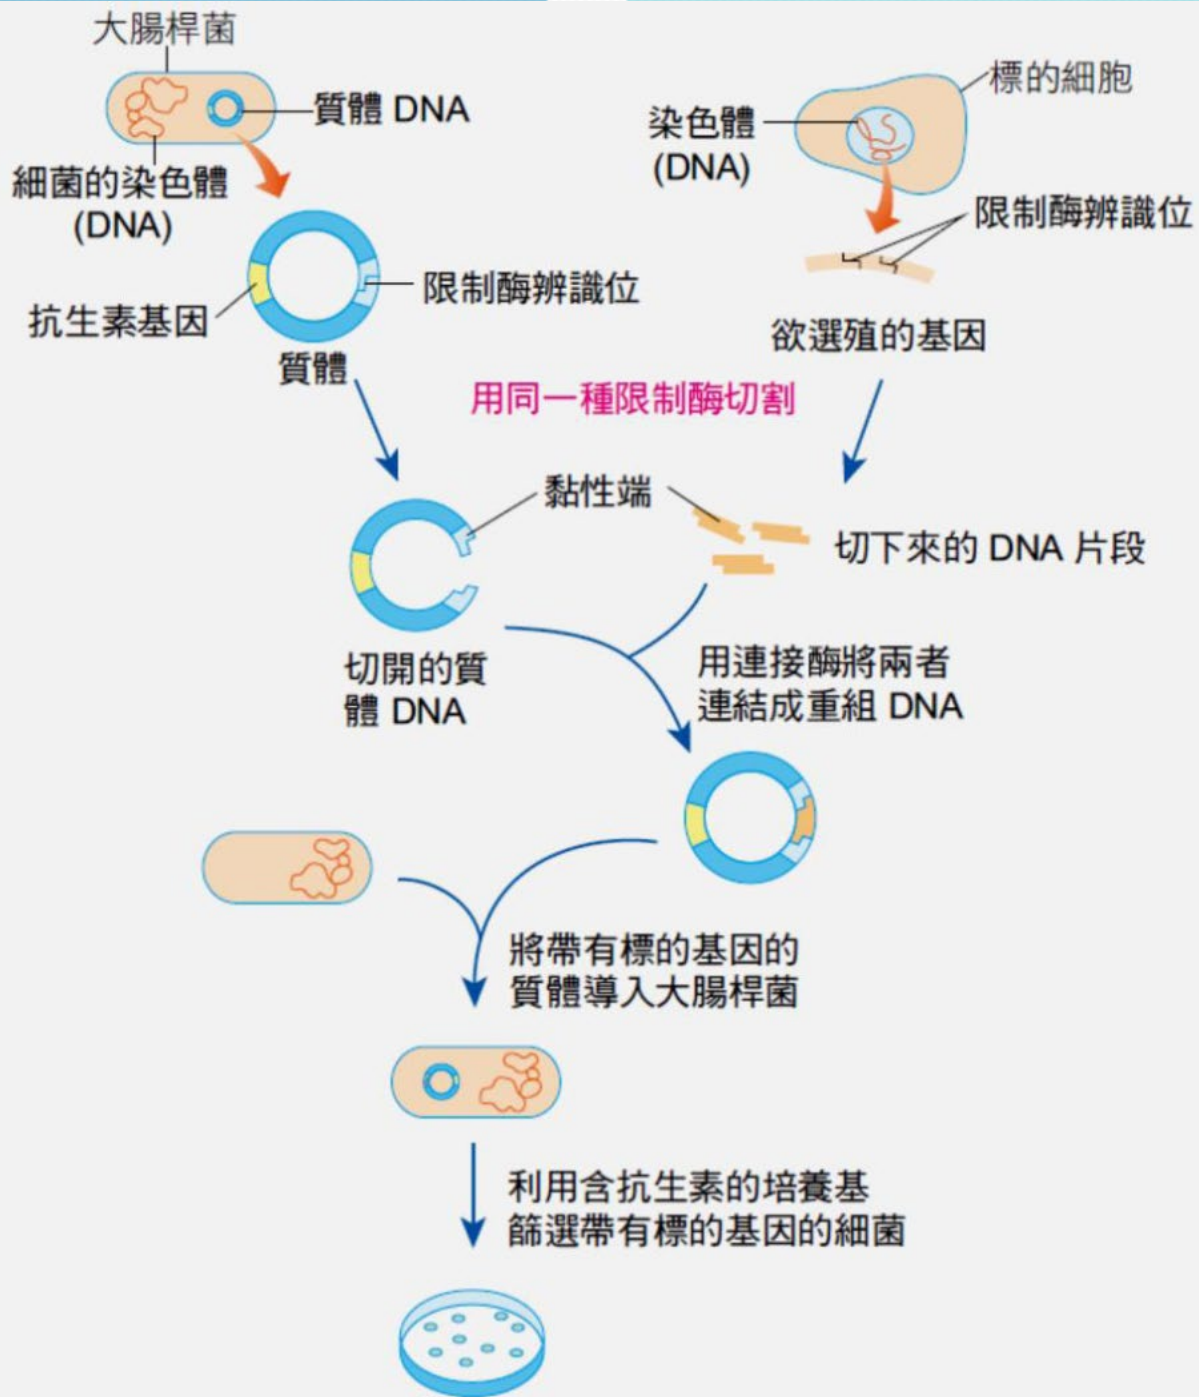 大腸桿菌
質體 DNA
細菌的染色體
(DNA)
標的細胞
染色體
(DNA)
限制酶辨識位
限制酶辨識位
抗生素基因
質體
欲選殖的基因
用同一種限制酶切割
黏性端
切下來的 DNA 片段
切開的質
體 DNA
用連接酶將兩者
連結成重組 DNA
將帶有標的基因的
質體導入大腸桿菌
利用含抗生素的培養基
篩選帶有標的基因的細菌